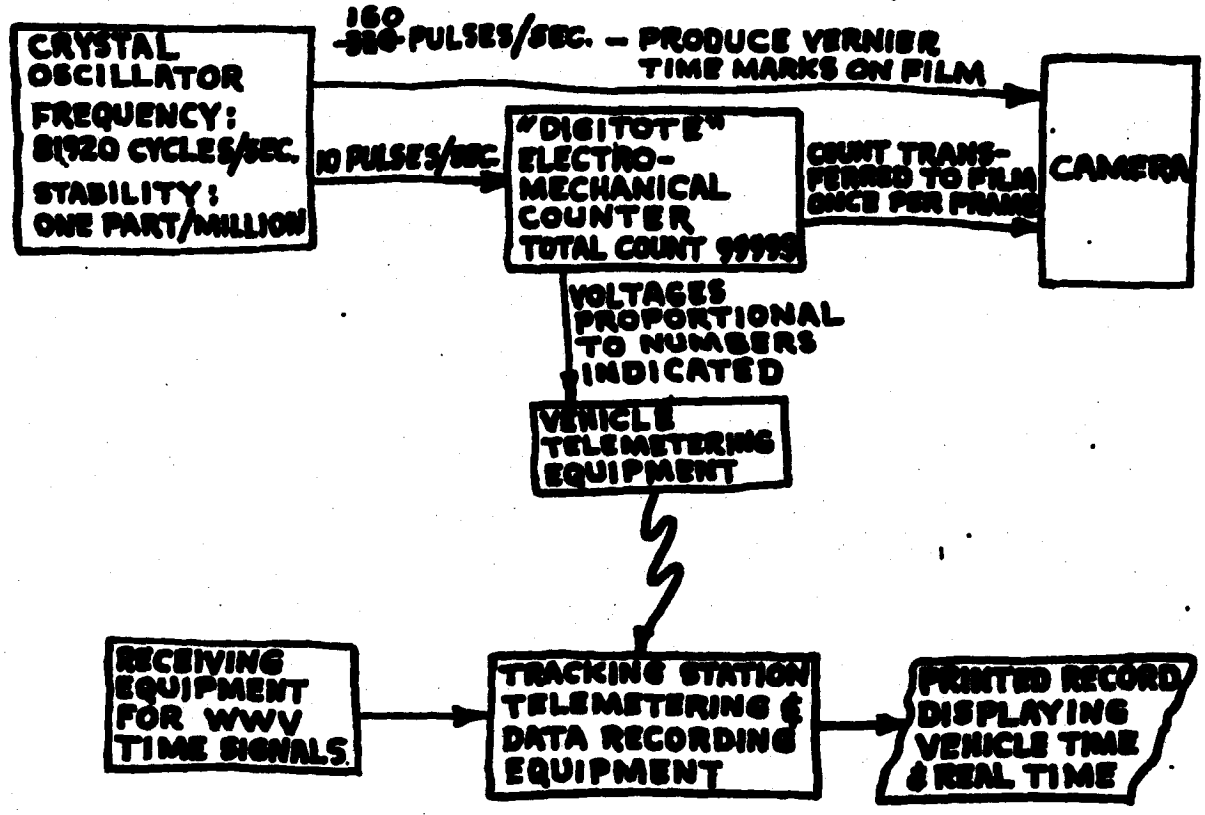 CRYSTAL
OSCILLATOR
FREQUENCY:
81920 CYCLES/SEC.
STABILITY:
ONE PART/MILLION
160
320 PULSES/SEC. — PRODUCE VERNIER
TIME MARKS ON FILM
10 PULSES/SEC.
"DIGITOTE"
ELECTRO-
MECHANICAL
COUNTER
TOTAL COUNT 99999
COUNT TRANS-
FERRED TO FILM
ONCE PER FRAME
CAMERA
VOLTAGES
PROPORTIONAL
TO NUMBERS
INDICATED
VEHICLE
TELEMETERING
EQUIPMENT
RECEIVING
EQUIPMENT
FOR WWV
TIME SIGNALS.
TRACKING STATION
TELEMETERING &
DATA RECORDING
EQUIPMENT
PRINTED RECORD
DISPLAYING
VEHICLE TIME
& REAL TIME